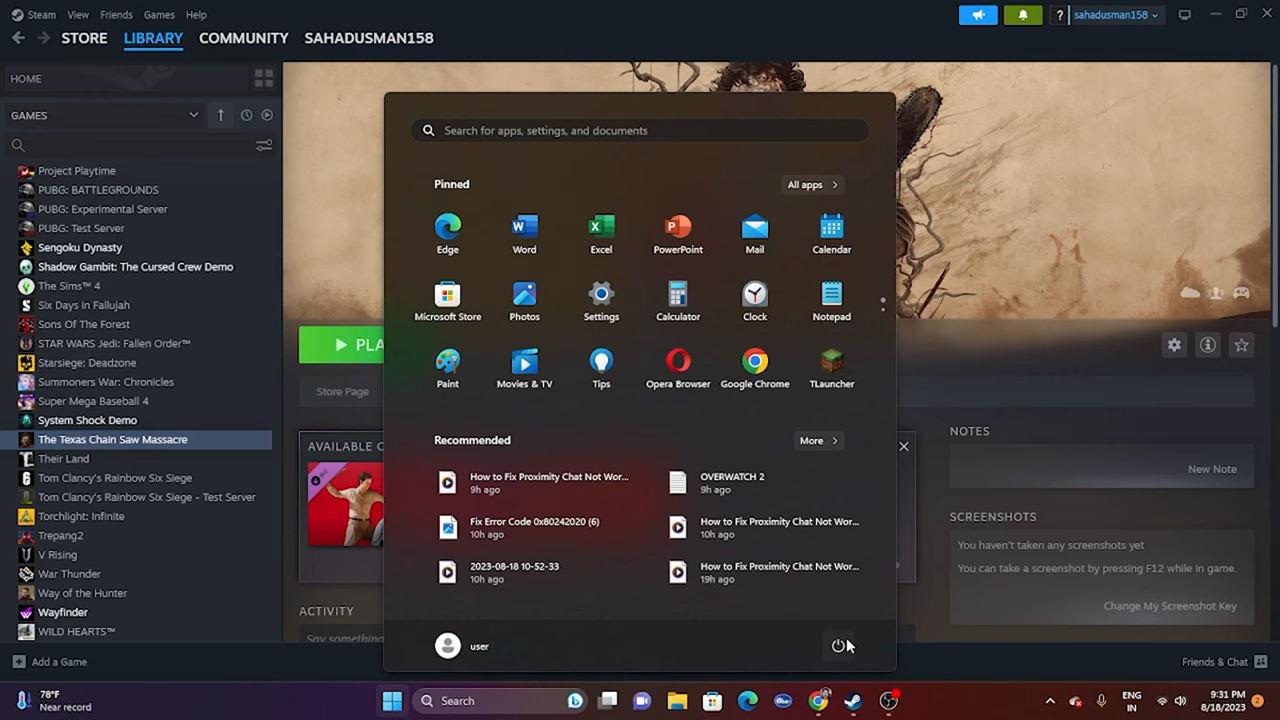 Steam View Friends Games Help
? sahadusman158
STORE LIBRARY COMMUNITY SAHADUSMAN158
HOME
GAMES
Project Playtime
PUBG: BATTLEGROUNDS
PUBG: Experimental Server
PUBG: Test Server
Sengoku Dynasty
Shadow Gambit: The Cursed Crew Demo
The Sims™ 4
Six Days in Fallujah
Sons Of The Forest
STAR WARS Jedi: Fallen Order™
Starsiege: Deadzone
Summoners War: Chronicles
Super Mega Baseball 4
System Shock Demo
The Texas Chain Saw Massacre
Their Land
Tom Clancy's Rainbow Six Siege
Tom Clancy's Rainbow Six Siege - Test Server
Torchlight: Infinite
Trepang2
V Rising
War Thunder
Way of the Hunter
Wayfinder
WILD HEARTS™
Add a Game
PLA
Store Page
AVAILABLE
ACTIVITY
Say something
Search for apps, settings, and documents
Pinned
All apps >
Edge Word Excel PowerPoint Mail Calendar
Microsoft Store Photos Settings Calculator Clock Notepad
Paint Movies & TV Tips Opera Browser Google Chrome TLauncher
Recommended
More >
How to Fix Proximity Chat Not Wor...
9h ago
OVERWATCH 2
9h ago
Fix Error Code 0x80242020 (6)
10h ago
How to Fix Proximity Chat Not Wor...
10h ago
2023-08-18 10-52-33
10h ago
How to Fix Proximity Chat Not Wor...
19h ago
user
NOTES
New Note
SCREENSHOTS
You haven't taken any screenshots yet
You can take a screenshot by pressing F12 while in game.
Change My Screenshot Key
Friends & Chat
78°F
Near record
Search
ENG
IN
9:31 PM
8/18/2023
2